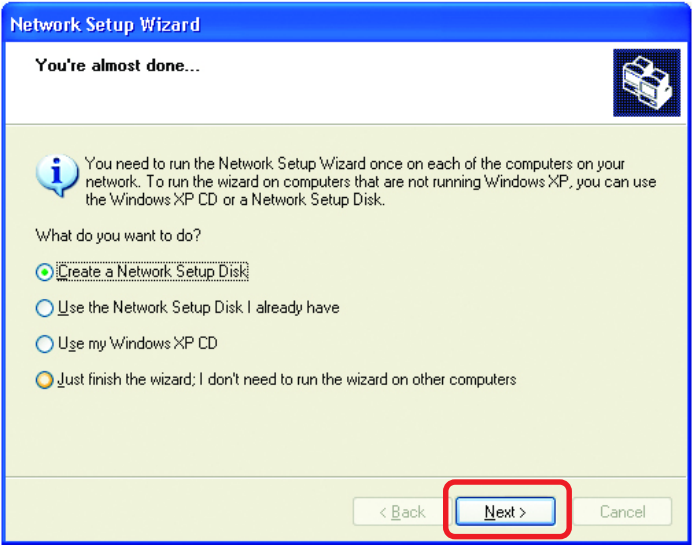 Network Setup Wizard
You're almost done...
You need to run the Network Setup Wizard once on each of the computers on your
network. To run the wizard on computers that are not running Windows XP, you can use
the Windows XP CD or a Network Setup Disk.
What do you want to do?
Create a Network Setup Disk
Use the Network Setup Disk I already have
Use my Windows XP CD
Just finish the wizard; I don't need to run the wizard on other computers
< Back Next > Cancel